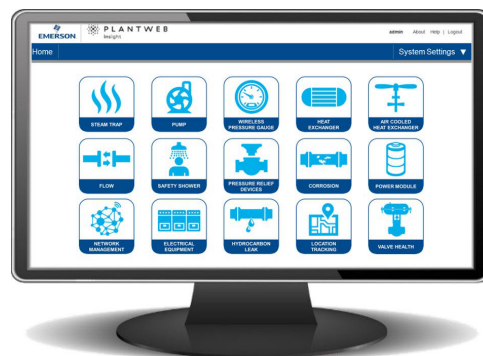 EMERSON
PLANTWEB
Insight
admin About Help | Logout
Home
System Settings ▼
STEAM TRAP
PUMP
WIRELESS
PRESSURE GAUGE
HEAT
EXCHANGER
AIR COOLED
HEAT EXCHANGER
FLOW
SAFETY SHOWER
PRESSURE RELIEF
DEVICES
CORROSION
POWER MODULE
NETWORK
MANAGEMENT
ELECTRICAL
EQUIPMENT
HYDROCARBON
LEAK
LOCATION
TRACKING
VALVE HEALTH